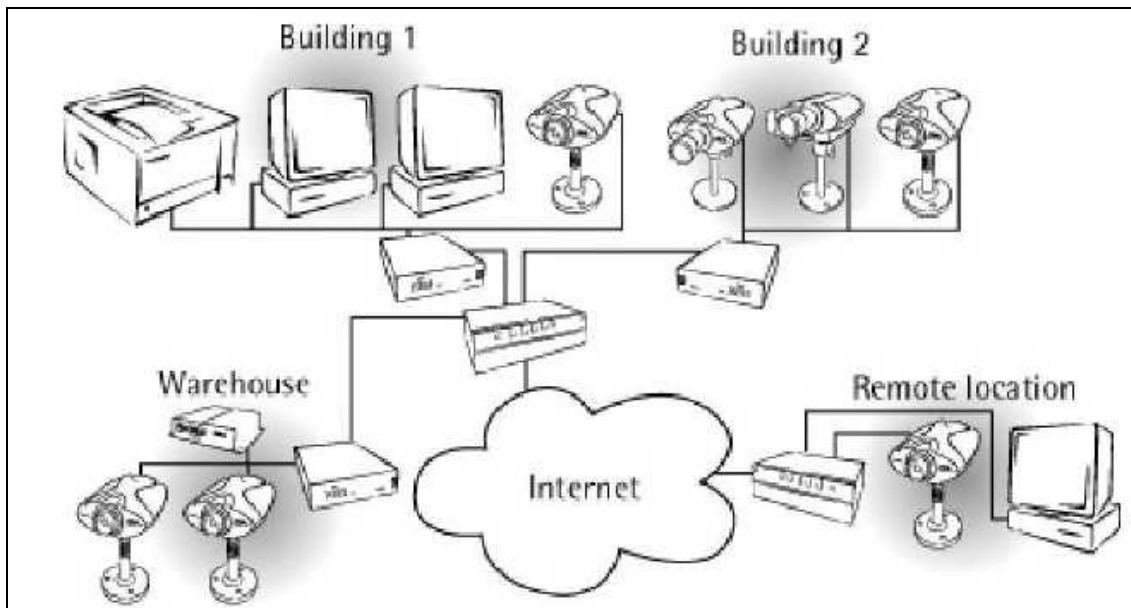 Building 1
Building 2
Warehouse
Remote location
Internet